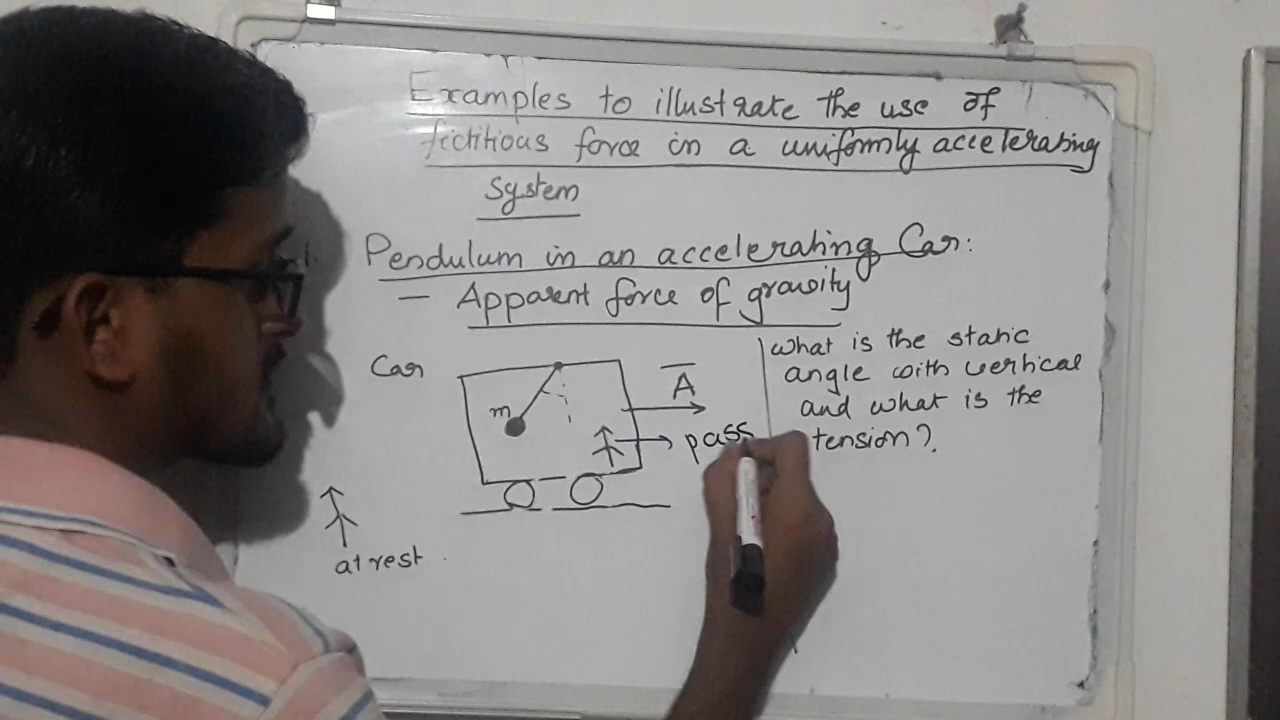 Examples to illustrate the use of
fictitious force in a uniformly accelerating
system
1. Pendulum in an accelerating Car:
— Apparent force of gravity
Car
m
A
pass
at rest
what is the static
angle with vertical
and what is the
tension?